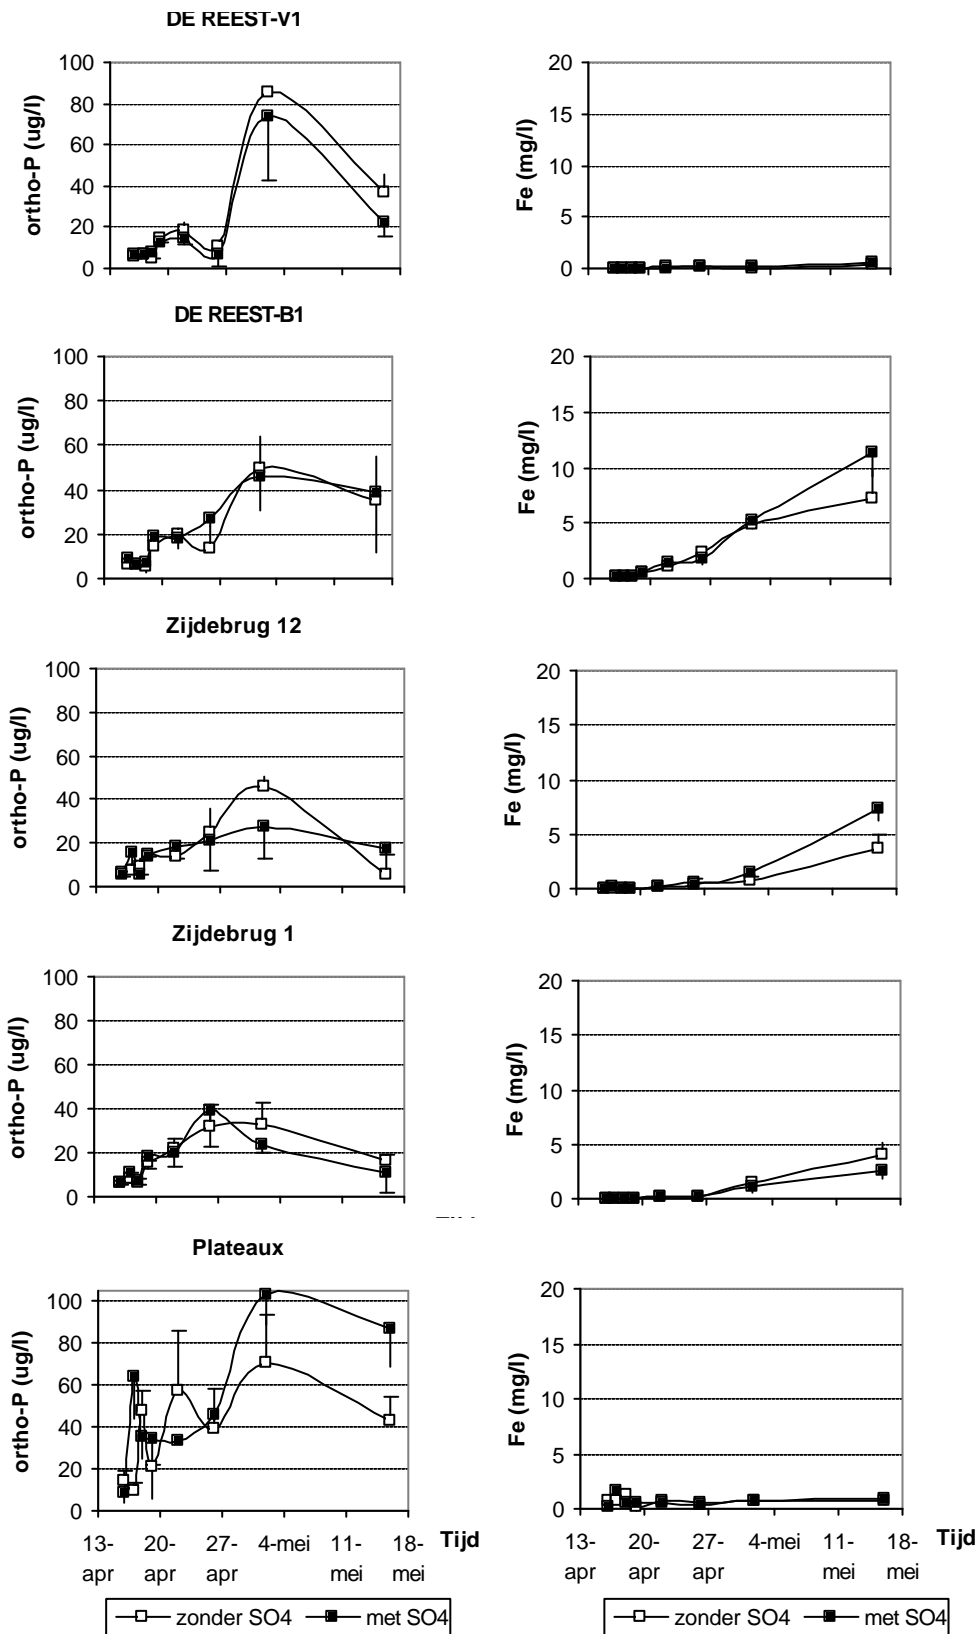 DE REEST-V1
100
80
60
40
20
0
ortho-P (ug/l)
20
15
10
5
0
Fe (mg/l)
DE REEST-B1
100
80
60
40
20
0
ortho-P (ug/l)
20
15
10
5
0
Fe (mg/l)
Zijdebrug 12
100
80
60
40
20
0
ortho-P (ug/l)
20
15
10
5
0
Fe (mg/l)
Zijdebrug 1
100
80
60
40
20
0
ortho-P (ug/l)
20
15
10
5
0
Fe (mg/l)
Plateaux
100
80
60
40
20
0
ortho-P (ug/l)
13-apr 20-apr 27-apr 4-mei 11-mei 18-mei Tijd
20
15
10
5
0
Fe (mg/l)
13-apr 20-apr 27-apr 4-mei 11-mei 18-mei Tijd
zonder SO4 met SO4
zonder SO4 met SO4